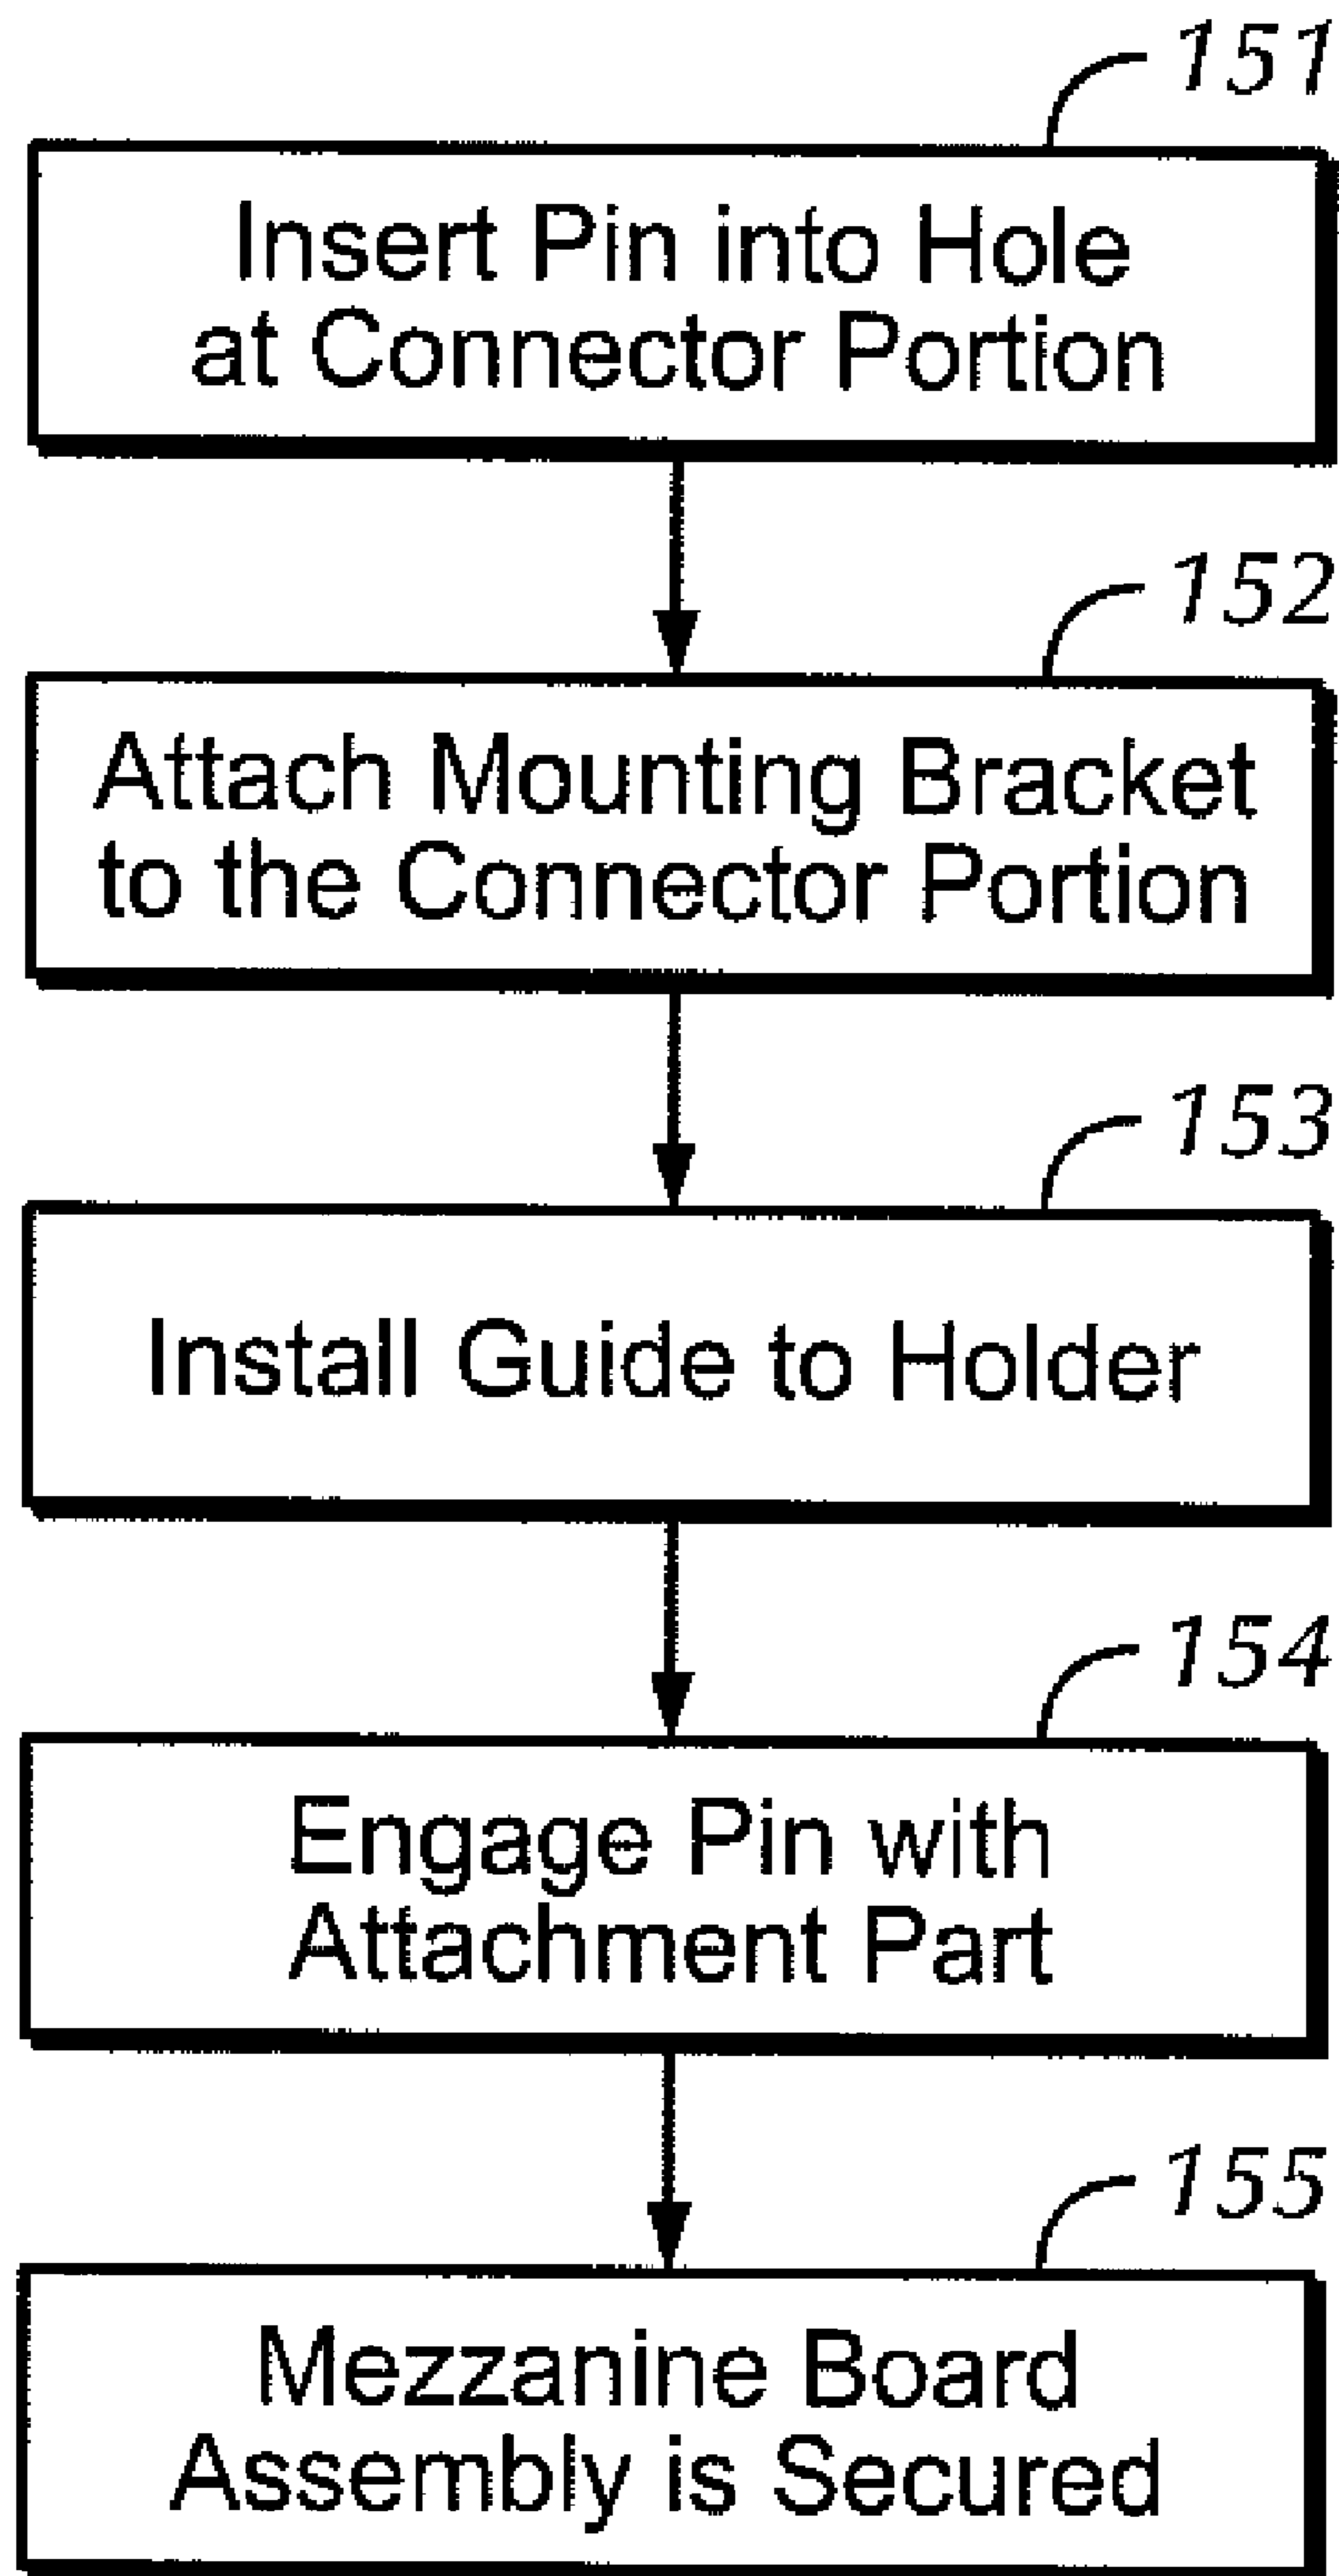 151
Insert Pin into Hole
at Connector Portion
152
Attach Mounting Bracket
to the Connector Portion
153
Install Guide to Holder
154
Engage Pin with
Attachment Part
155
Mezzanine Board
Assembly is Secured